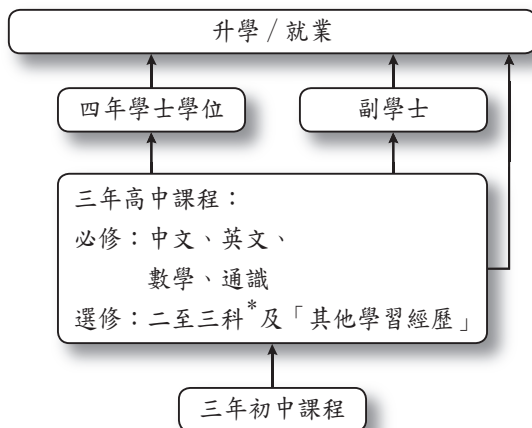 升學/就業
四年學士學位
副學士
三年高中課程：
必修：中文、英文、
數學、通識
選修：二至三科*及「其他學習經歷」
三年初中課程